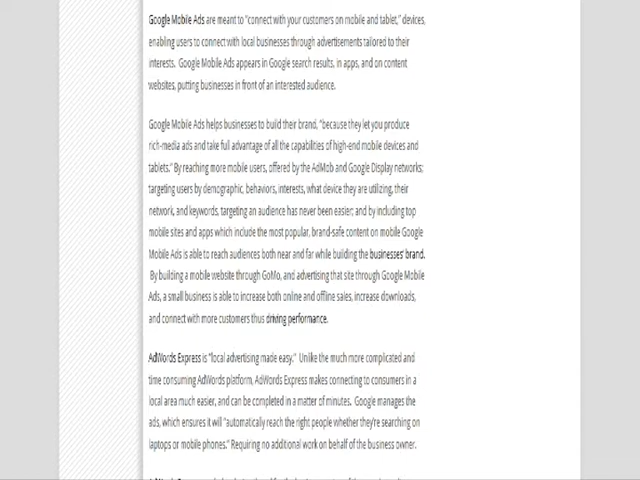 Google Mobile Ads are meant to "connect with your customers on mobile and tablet," devices,
enabling users to connect with local businesses through advertisements tailored to their
interests.  Google Mobile Ads appears in Google search results, in apps, and on content
websites, putting businesses in front of an interested audience.
Google Mobile Ads helps businesses to build their brand, "because they let you produce
rich-media ads and take full advantage of all the capabilities of high-end mobile devices and
tablets." By reaching more mobile users, offered by the AdMob and Google Display networks;
targeting users by demographic, behaviors, interests, what device they are utilizing, their
network, and keywords, targeting an audience has never been easier; and by including top
mobile sites and apps which include the most popular, brand-safe content on mobile Google
Mobile Ads is able to reach audiences both near and far while building the businesses' brand.
By building a mobile website through GoMo, and advertising that site through Google Mobile
Ads, a small business is able to increase both online and offline sales, increase downloads,
and connect with more customers thus driving performance.
AdWords Express is "local advertising made easy."  Unlike the much more complicated and
time consuming AdWords platform, AdWords Express makes connecting to consumers in a
local area much easier, and can be completed in a matter of minutes.  Google manages the
ads, which ensures it will "automatically reach the right people whether they're searching on
laptops or mobile phones." Requiring no additional work on behalf of the business owner.